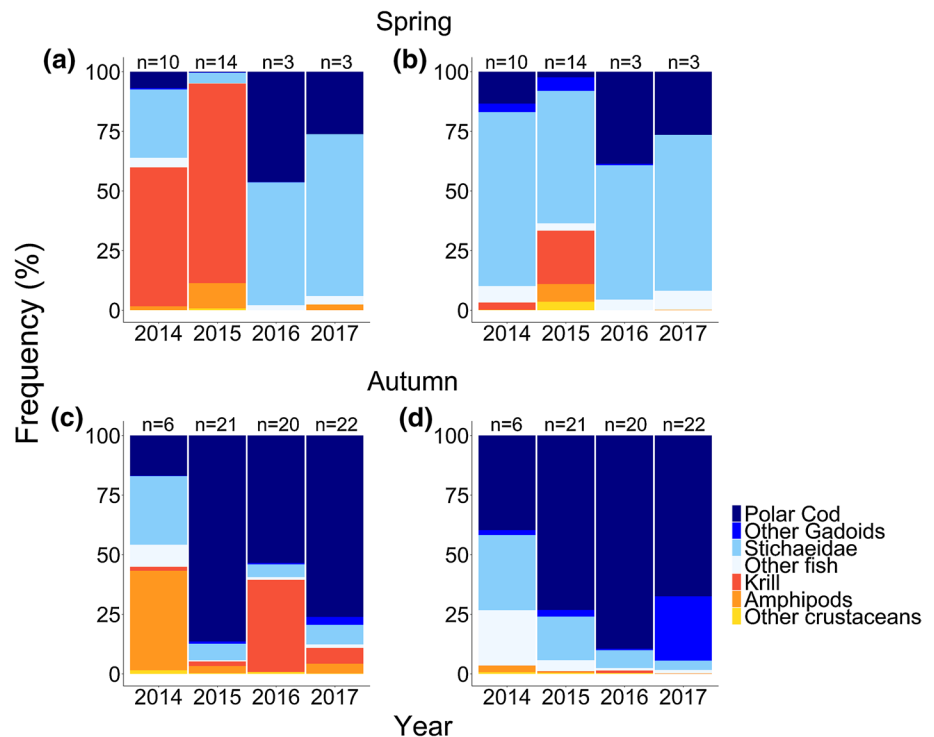 Spring
(a) n=10 n=14 n=3 n=3
(b) n=10 n=14 n=3 n=3
100
75
50
25
0
2014 2015 2016 2017
100
75
50
25
0
2014 2015 2016 2017
Frequency (%)
Autumn
(c) n=6 n=21 n=20 n=22
(d) n=6 n=21 n=20 n=22
100
75
50
25
0
2014 2015 2016 2017
100
75
50
25
0
2014 2015 2016 2017
Year
Polar Cod
Other Gadoids
Stichaeidae
Other fish
Krill
Amphipods
Other crustaceans